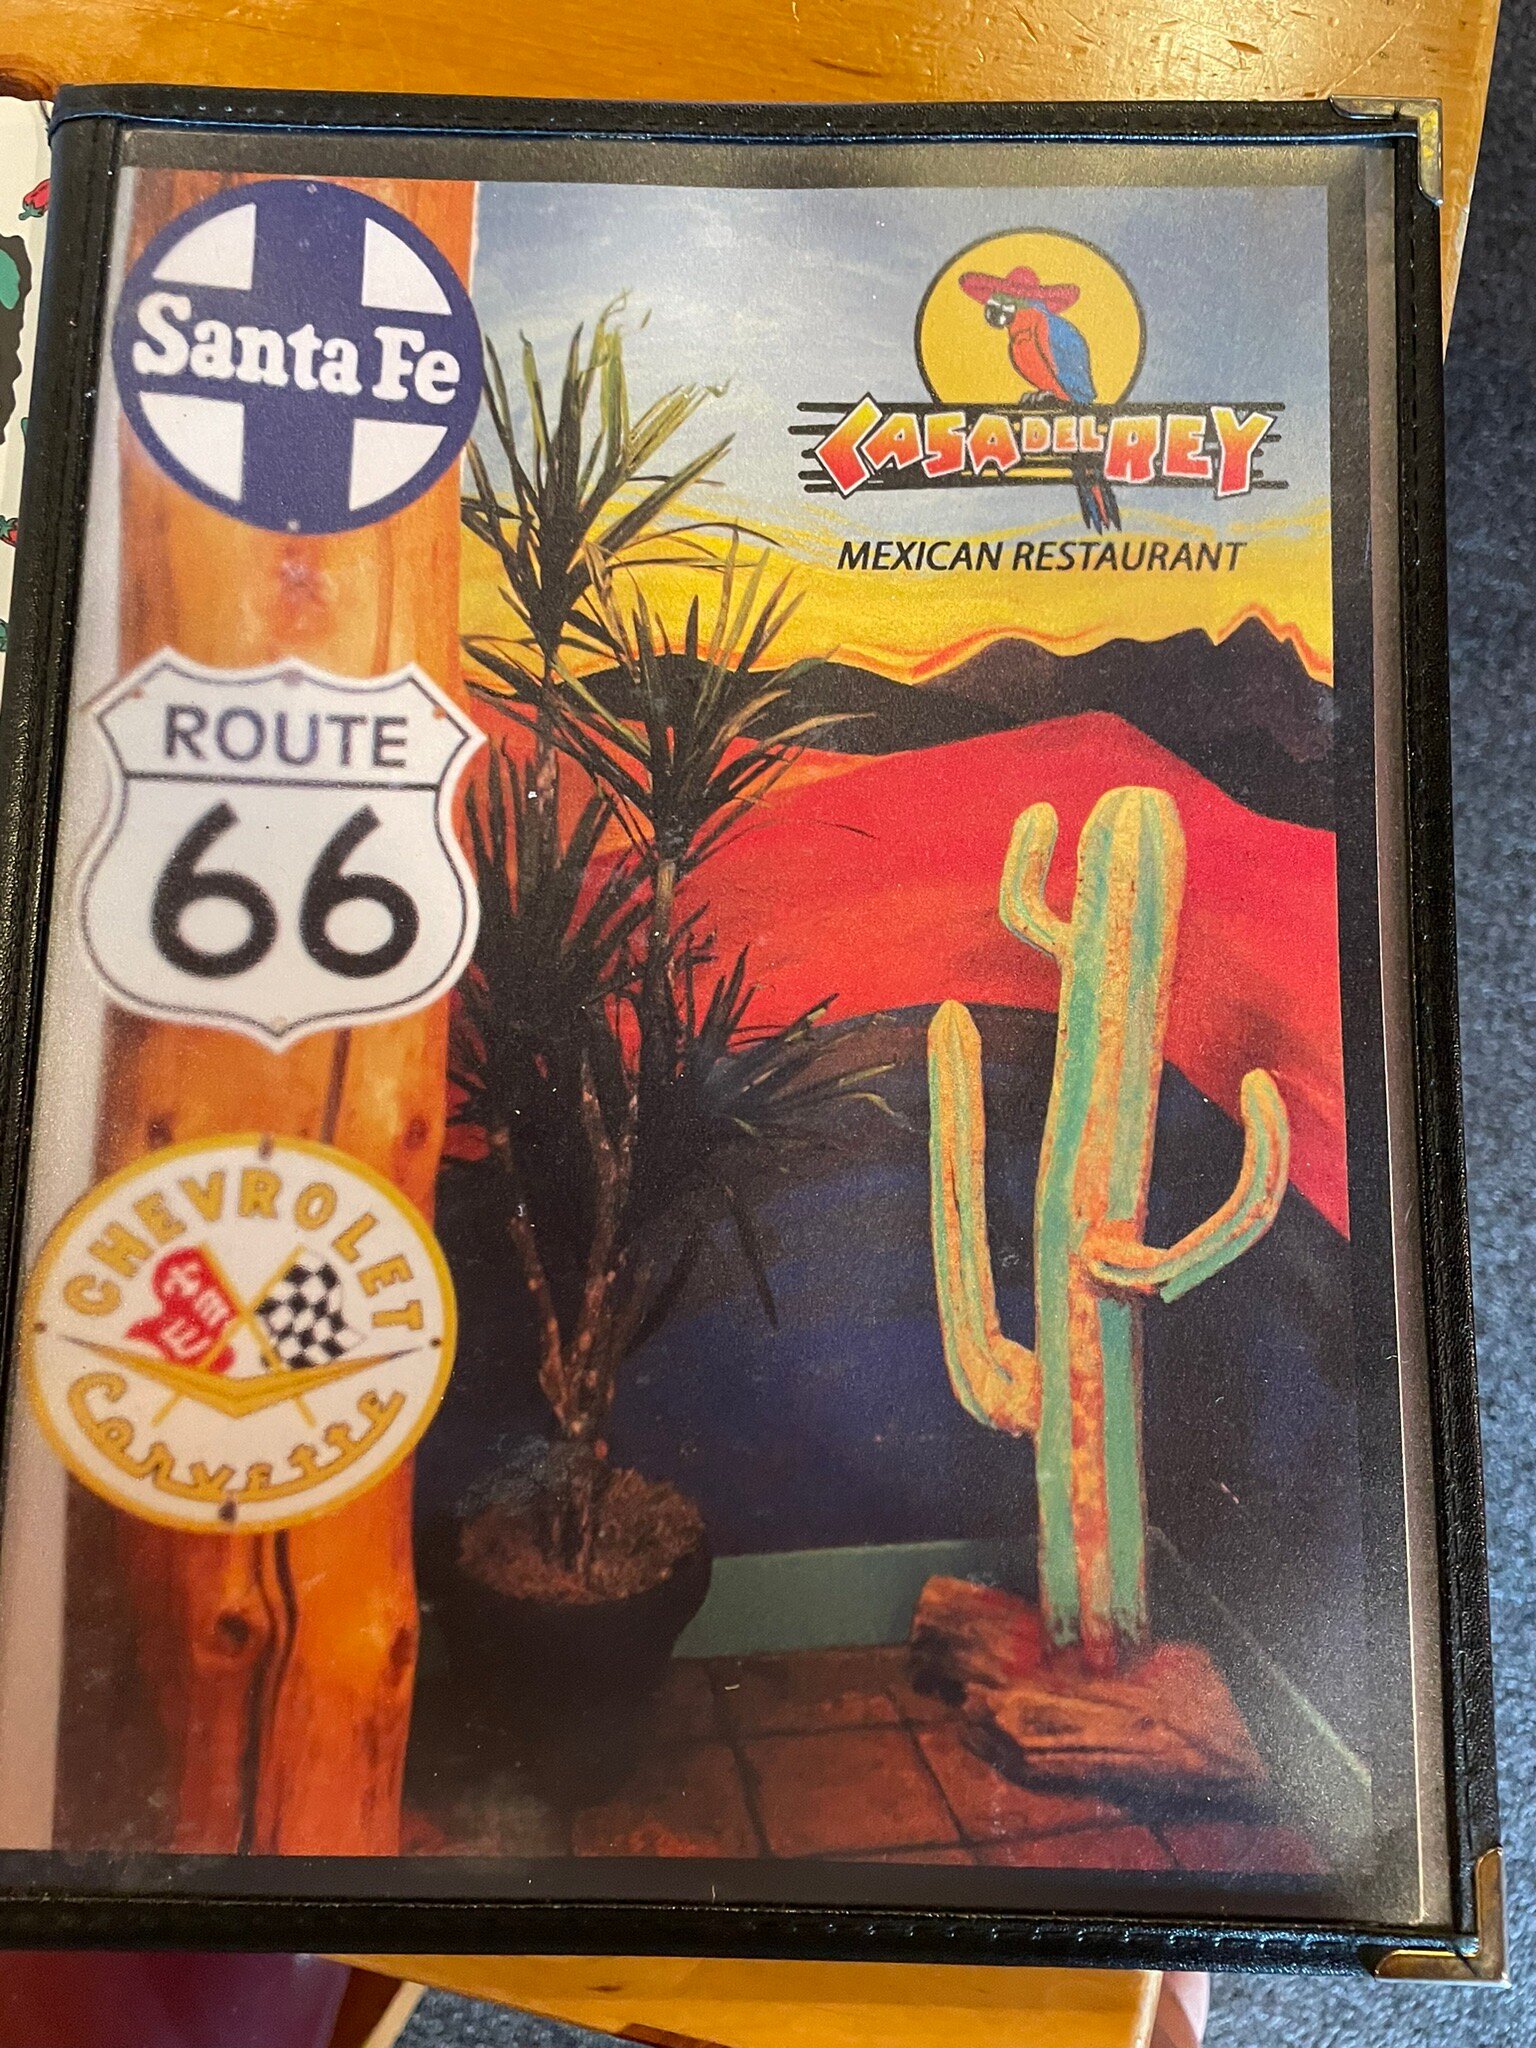 Santa Fe
CASA DEL REY
MEXICAN RESTAURANT
ROUTE
66
CHEVROLET
Corvette